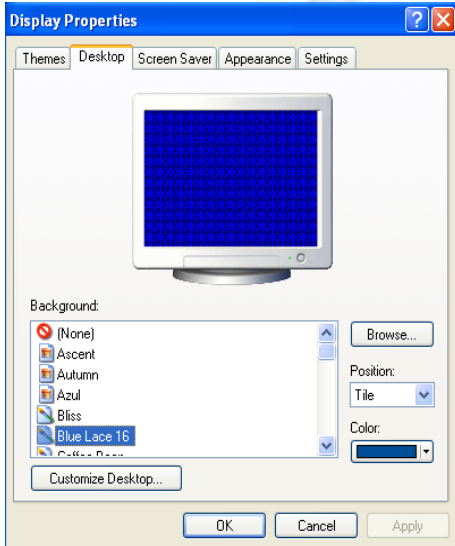 Display Properties
Themes Desktop Screen Saver Appearance Settings
Background:
(None)
Ascent
Autumn
Azul
Bliss
Blue Lace 16
Browse...
Position:
Tile
Color:
Customize Desktop...
OK Cancel Apply